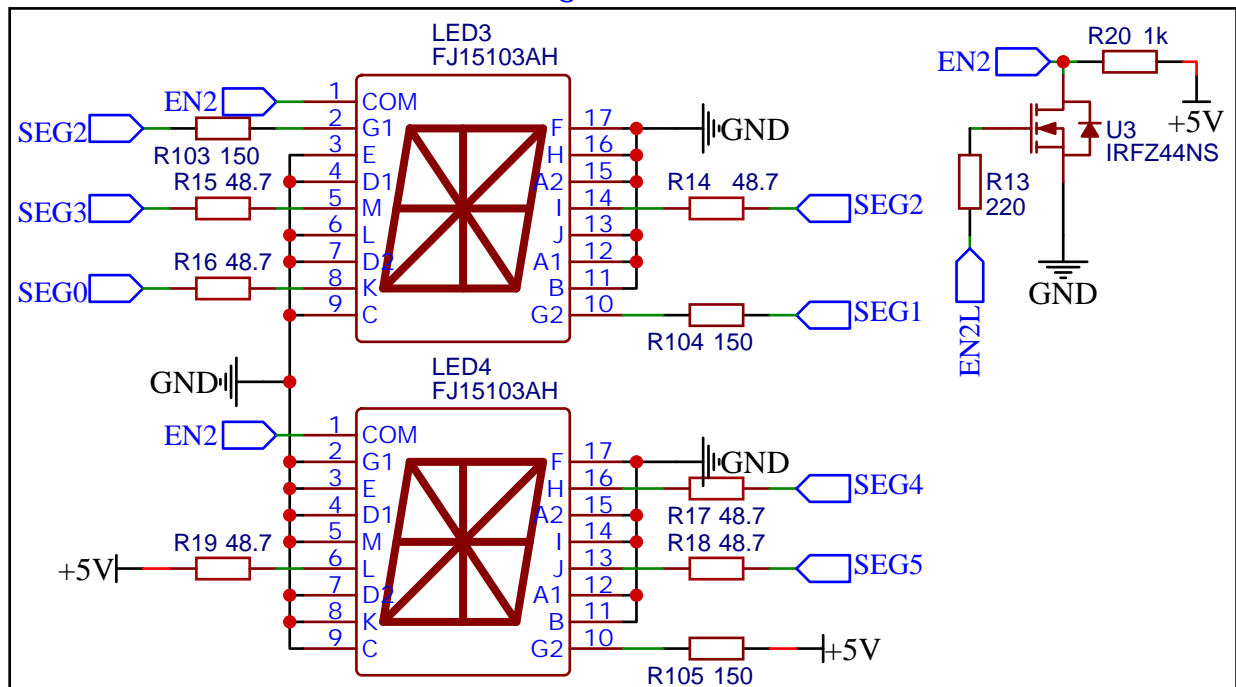 LED3
FJ15103AH
EN2
1
COM
SEG2
2
G1
R103 150
3
E
4
D1
R15 48.7
SEG3
5
M
6
L
7
D2
R16 48.7
SEG0
8
K
9
C
F
17
GND
H
16
A2
15
I
14
R14 48.7
SEG2
J
13
A1
12
B
11
G2
10
SEG1
R104 150
EN2
R20 1k
+5V
U3
IRFZ44NS
R13
220
EN2L
GND
GND
LED4
FJ15103AH
EN2
1
COM
2
G1
3
E
4
D1
5
M
R19 48.7
+5V
6
L
7
D2
8
K
9
C
F
17
GND
H
16
SEG4
R17 48.7
A2
15
I
14
R18 48.7
J
13
SEG5
A1
12
B
11
G2
10
+5V
R105 150